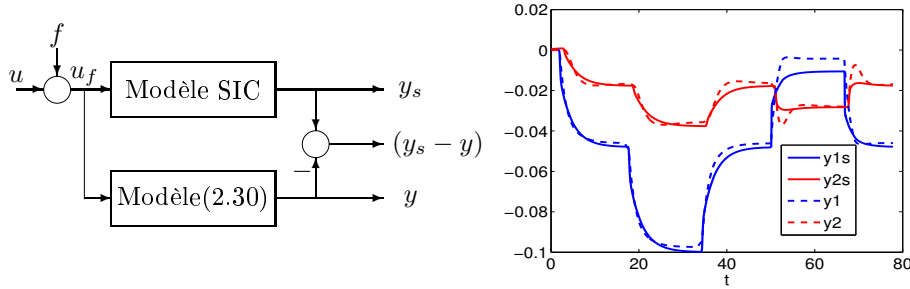 f
u
u_f
Modèle SIC
y_s
(y_s − y)
−
Modèle(2.30)
y
0.02
0
−0.02
−0.04
−0.06
−0.08
−0.1
0 20 40 60 80
t
y1s
y2s
y1
y2